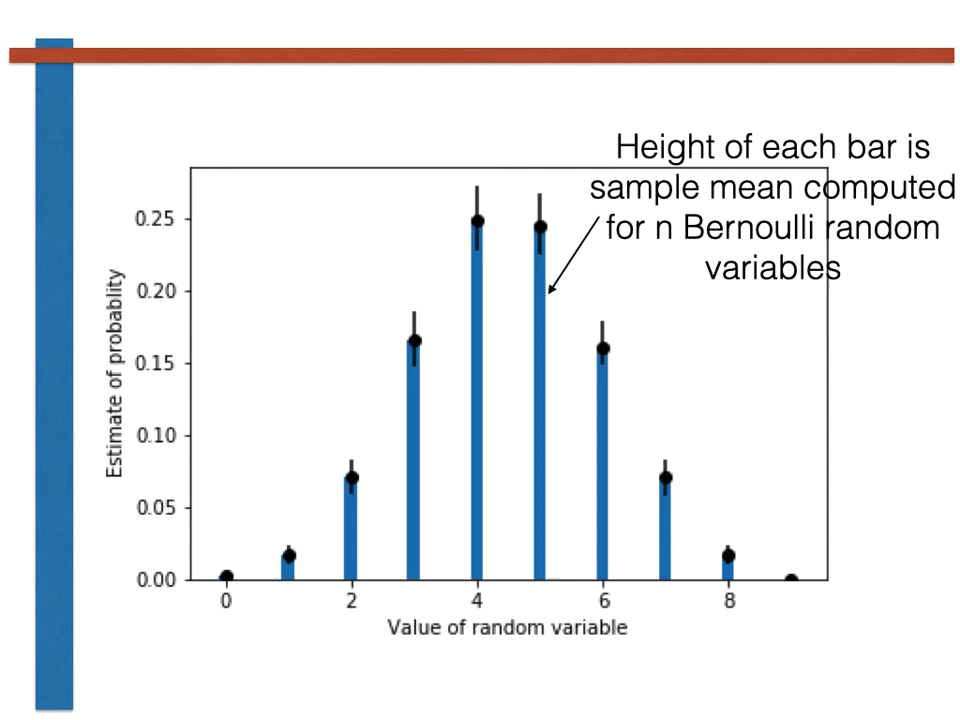 Height of each bar is
sample mean computed
for n Bernoulli random
variables
0.25
0.20
0.15
0.10
0.05
0.00
Estimate of probablity
0 2 4 6 8
Value of random variable